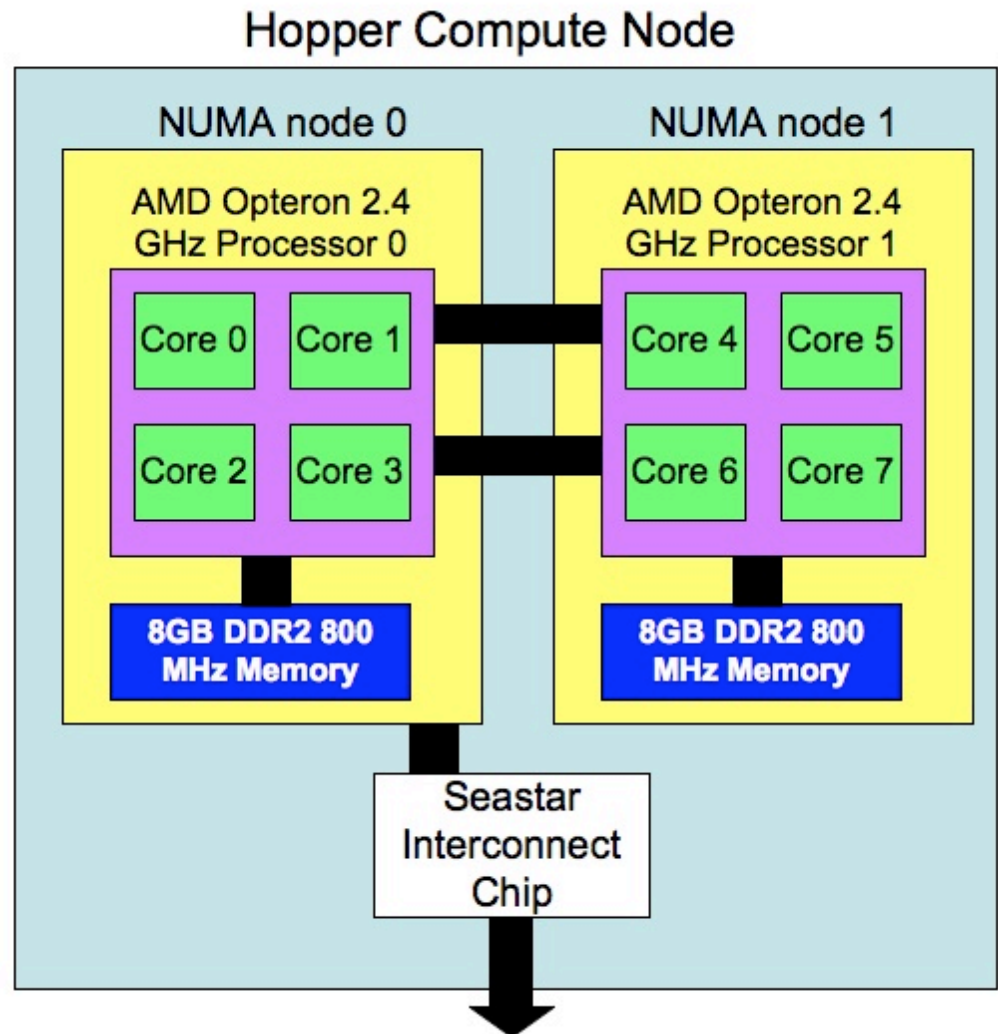 Hopper Compute Node
NUMA node 0
AMD Opteron 2.4
GHz Processor 0
Core 0
Core 1
Core 2
Core 3
8GB DDR2 800
MHz Memory
NUMA node 1
AMD Opteron 2.4
GHz Processor 1
Core 4
Core 5
Core 6
Core 7
8GB DDR2 800
MHz Memory
Seastar
Interconnect
Chip